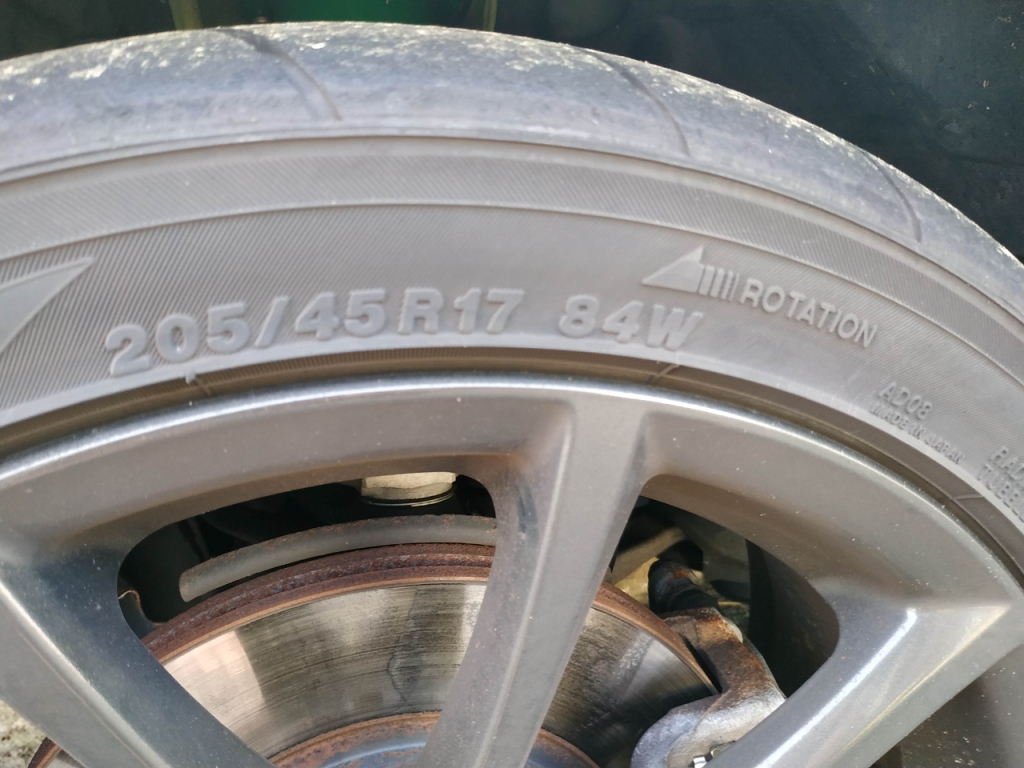 205/45R17 84W
ROTATION
AD08
MADE IN JAPAN